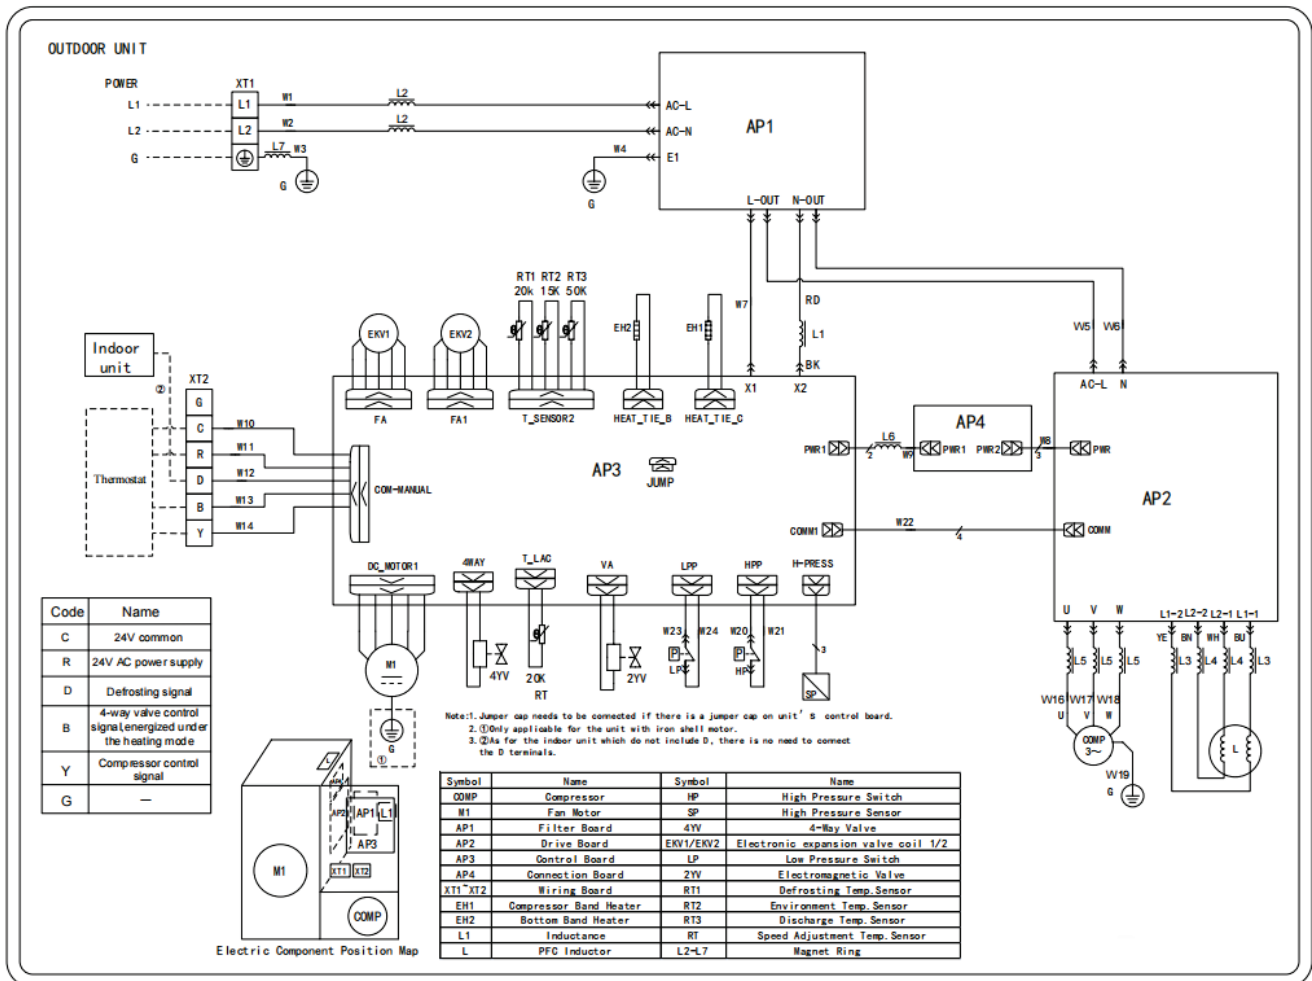 OUTDOOR UNIT
POWER
XT1
L1
L1
W1
L2
AC-L
L2
L2
W2
L2
AC-N
AP1
G
L7
W3
W4
E1
G
G
L-OUT
N-OUT
RT1
RT2
RT3
20k
15K
50K
W7
RD
EKV1
EKV2
EH2
EH1
L1
W5
W6
BK
Indoor
unit
②
XT2
X1
X2
AC-L
N
G
FA
FA1
T_SENSOR2
HEAT_TIE_B
HEAT_TIE_C
C
W10
R
W11
D
W12
B
W13
Y
W14
Thermostat
COM-MANUAL
AP3
JUMP
PWR1
2
L6
W9
AP4
PWR1
PWR2
W8
3
PWR
AP2
COMM1
W22
4
COMM
DC_MOTOR1
4WAY
T_LAC
VA
LPP
HPP
H-PRESS
U
V
W
L1-2
L2-2
L2-1
L1-1
YE
BN
WH
BU
M1
4YV
20K
RT
2YV
W23
W24
P
LP
W20
W21
P
HP
3
SP
L5
L5
L5
L3
L4
L4
L3
W16
W17
W18
U
V
W
COMP
3~
L
W19
G
G
①
Code Name
C 24V common
R 24V AC power supply
D Defrosting signal
B 4-way valve control
signal,energized under
the heating mode
Y Compressor control
signal
G —
Note:1. Jumper cap needs to be connected if there is a jumper cap on unit' s control board.
2. ①Only applicable for the unit with iron shell motor.
3. ②As for the indoor unit which do not include D, there is no need to connect
the D terminals.
L
AP4
AP2
AP1
L1
AP3
M1
XT1
XT2
COMP
Electric Component Position Map
Symbol Name Symbol Name
COMP Compressor HP High Pressure Switch
M1 Fan Motor SP High Pressure Sensor
AP1 Filter Board 4YV 4-Way Valve
AP2 Drive Board EKV1/EKV2 Electronic expansion valve coil 1/2
AP3 Control Board LP Low Pressure Switch
AP4 Connection Board 2YV Electromagnetic Valve
XT1~XT2 Wiring Board RT1 Defrosting Temp. Sensor
EH1 Compressor Band Heater RT2 Environment Temp. Sensor
EH2 Bottom Band Heater RT3 Discharge Temp. Sensor
L1 Inductance RT Speed Adjustment Temp. Sensor
L PFC Inductor L2-L7 Magnet Ring